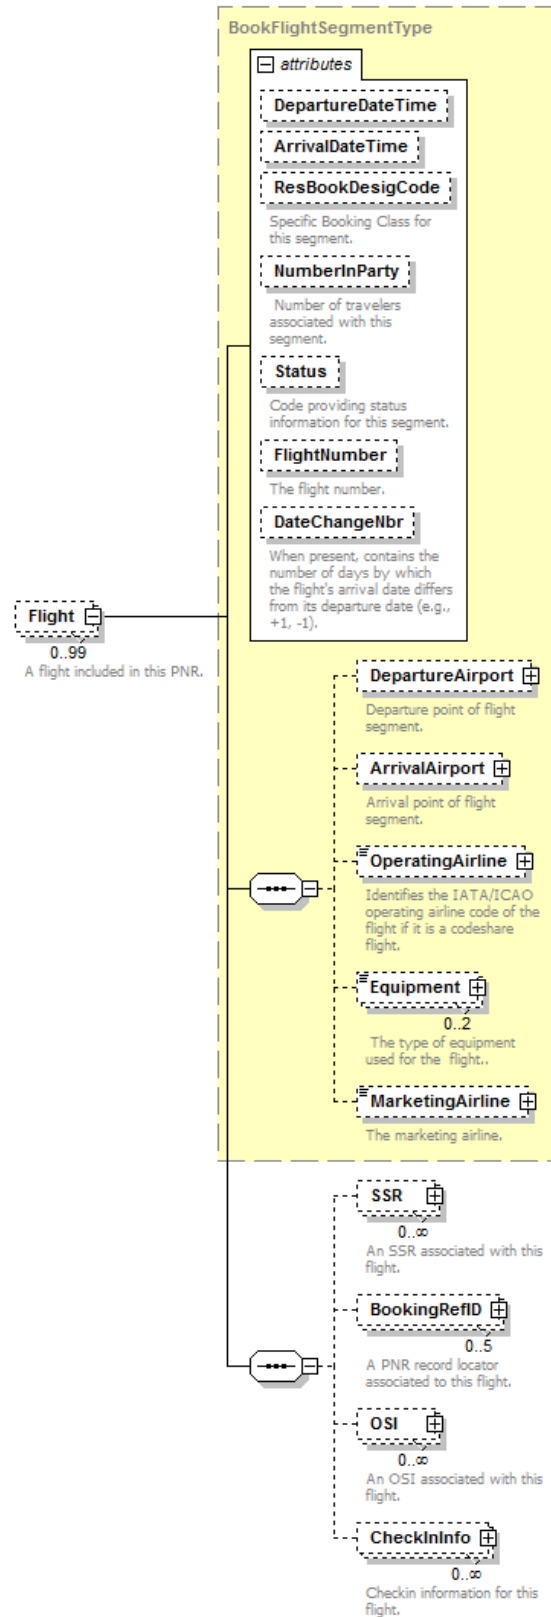 BookFlightSegmentType
attributes
DepartureDateTime
ArrivalDateTime
ResBookDesigCode
Specific Booking Class for
this segment.
NumberInParty
Number of travelers
associated with this
segment.
Status
Code providing status
information for this segment.
FlightNumber
The flight number.
DateChangeNbr
When present, contains the
number of days by which
the flight's arrival date differs
from its departure date (e.g.,
+1, -1).
Flight
0..99
A flight included in this PNR.
DepartureAirport
Departure point of flight
segment.
ArrivalAirport
Arrival point of flight
segment.
OperatingAirline
Identifies the IATA/ICAO
operating airline code of the
flight if it is a codeshare
flight.
Equipment
0..2
The type of equipment
used for the flight..
MarketingAirline
The marketing airline.
SSR
0..∞
An SSR associated with this
flight.
BookingRefID
0..5
A PNR record locator
associated to this flight.
OSI
0..∞
An OSI associated with this
flight.
CheckInInfo
0..∞
Checkin information for this
flight.